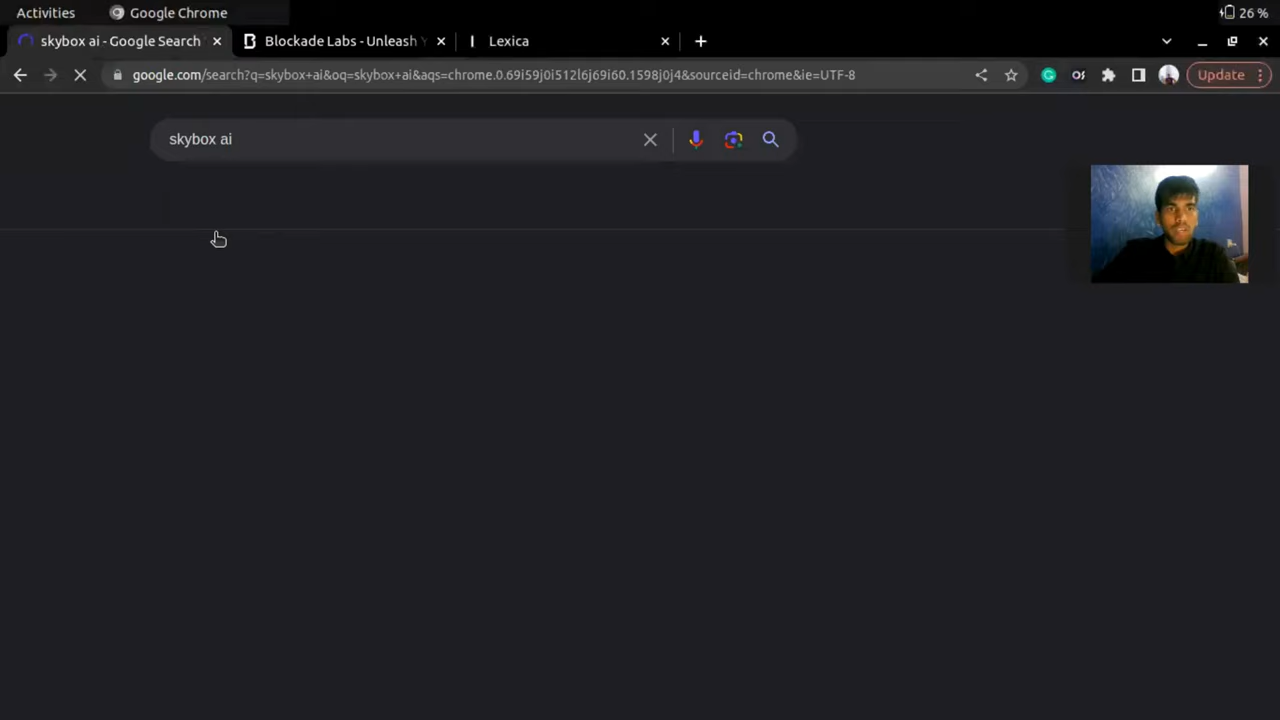 Activities
Google Chrome
26 %
skybox ai - Google Search
Blockade Labs - Unleash Y
Lexica
google.com/search?q=skybox+ai&oq=skybox+ai&aqs=chrome.0.69i59j0i512l6j69i60.1598j0j4&sourceid=chrome&ie=UTF-8
Update
skybox ai